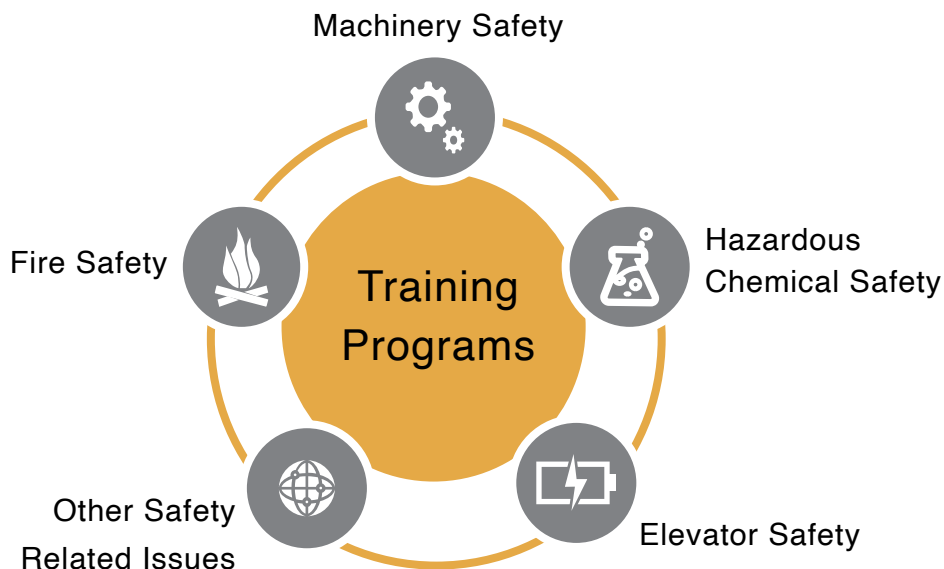 Machinery Safety
Fire Safety
Hazardous
Chemical Safety
Training
Programs
Other Safety
Related Issues
Elevator Safety